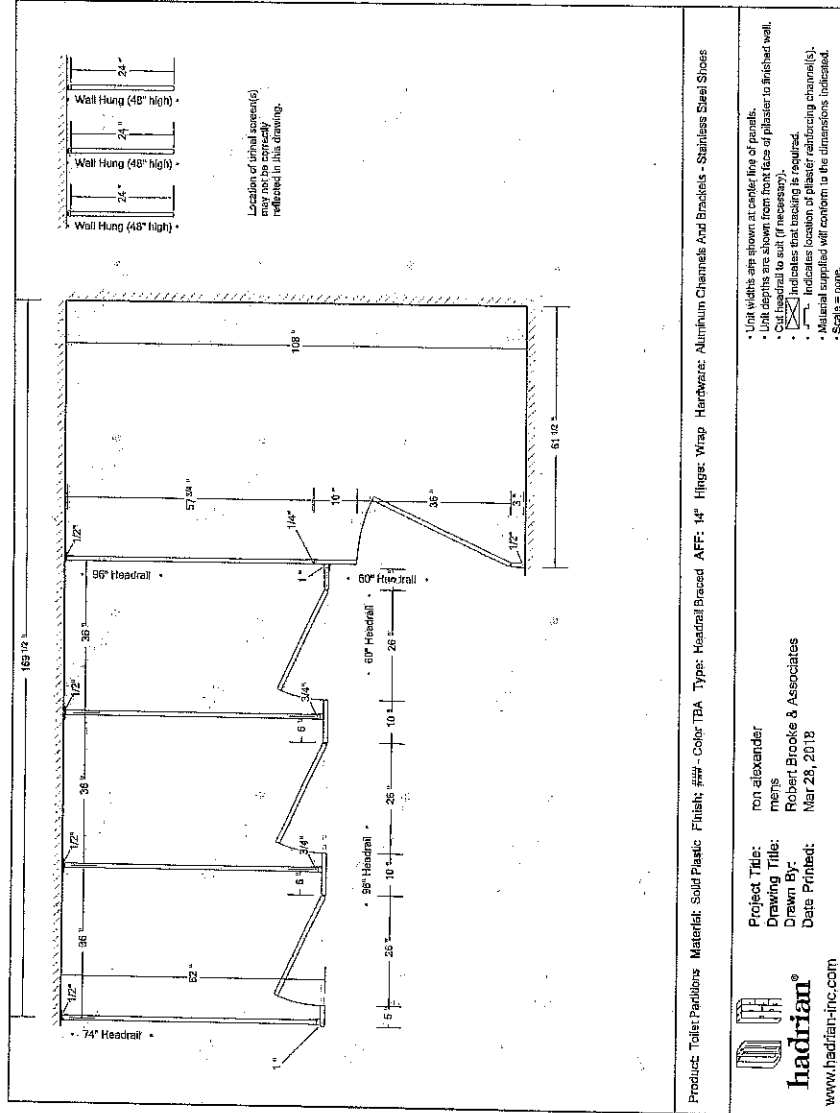 169 1/2 "
24 "
Wall Hung (48" high)
24 "
Wall Hung (48" high)
24 "
Wall Hung (48" high)
Location of urinal screen(s)
may not be correctly
reflected in this drawing.
1/2"
36 "
1/2"
36 "
1/2"
36 "
1/2"
74" Headrail
96" Headrail
62 "
108 "
57 3/4 "
10 "
36 "
3 "
1/2"
1/4"
1 "
60" Headrail
61 1/2 "
3/4"
6 "
3/4"
6 "
1 "
5 "
26 "
10 "
26 "
10 "
26 "
96" Headrail
60" Headrail
Product: Toilet Partitions Material: Solid Plastic Finish: ### - Color TBA Type: Headrail Braced AFF: 14" Hinge: Wrap Hardware: Aluminum Channels And Brackets - Stainless Steel Shoes
hadrian®
www.hadrian-inc.com
Project Title: ron alexander
Drawing Title: mens
Drawn By: Robert Brooke & Associates
Date Printed: Mar 28, 2018
• Unit widths are shown at center line of panels.
• Unit depths are shown from front face of pilaster to finished wall.
• Cut headrail to suit (if necessary).
• indicates that backing is required.
• indicates location of pilaster reinforcing channel(s).
• Material supplied will conform to the dimensions indicated.
• Scale = none.